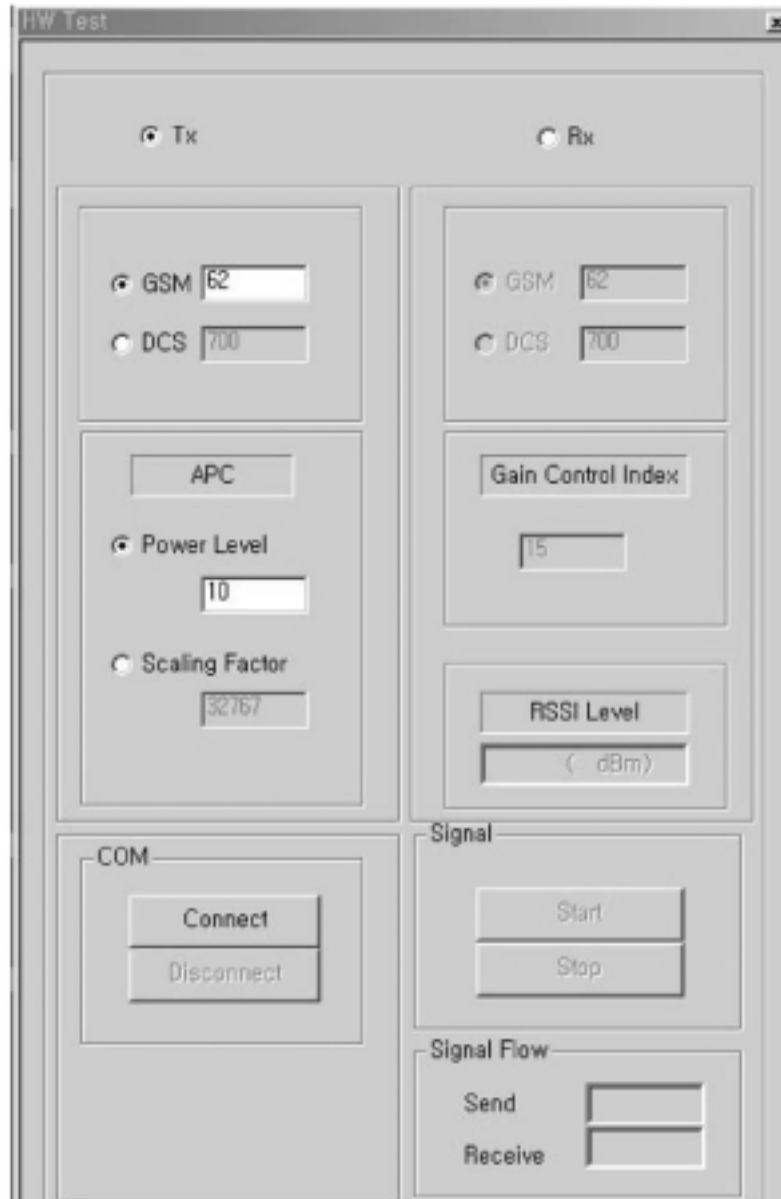 HW Test
Tx
Rx
GSM 62
DCS 700
GSM 62
DCS 700
APC
Power Level
10
Scaling Factor
32767
Gain Control Index
15
RSSI Level
( dBm)
COM
Connect
Disconnect
Signal
Start
Stop
Signal Flow
Send
Receive